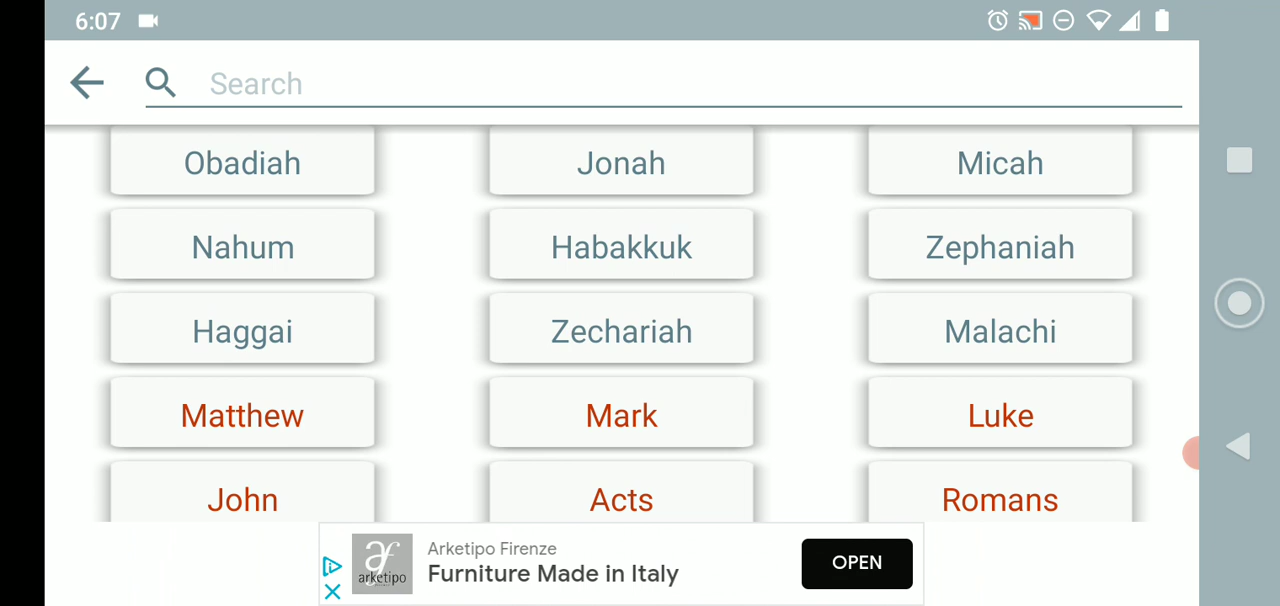 6:07
Search
Obadiah Jonah Micah
Nahum Habakkuk Zephaniah
Haggai Zechariah Malachi
Matthew Mark Luke
John Acts Romans
af
arketipo
Arketipo Firenze
Furniture Made in Italy
OPEN